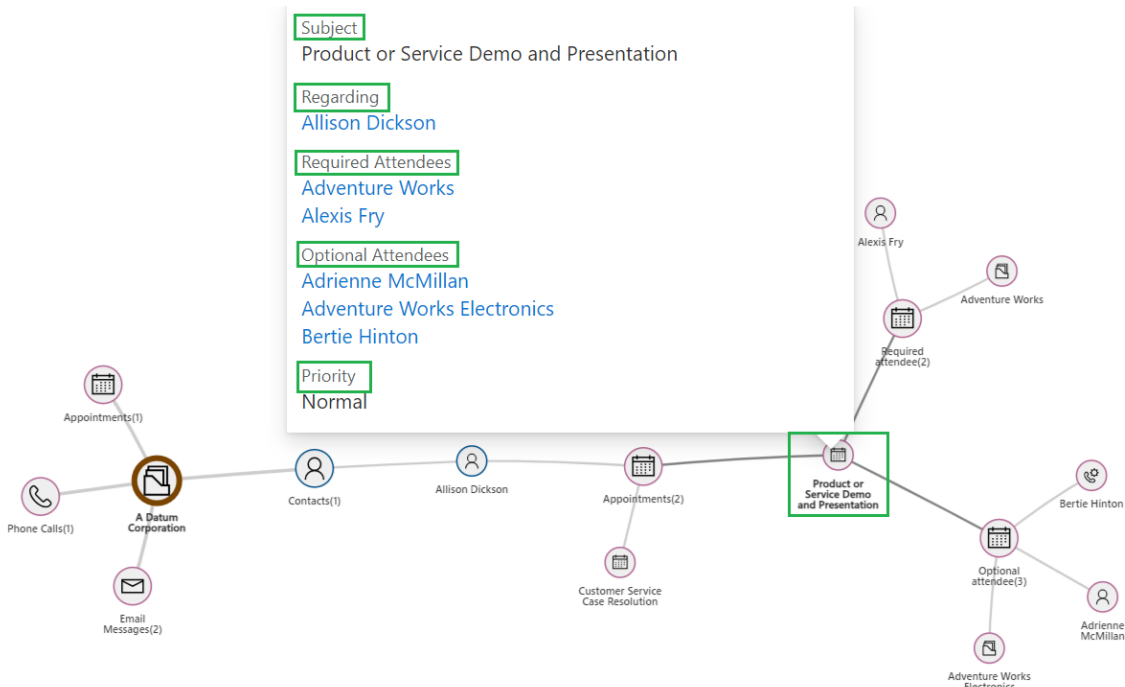 Subject
Product or Service Demo and Presentation
Regarding
Allison Dickson
Required Attendees
Adventure Works
Alexis Fry
Optional Attendees
Adrienne McMillan
Adventure Works Electronics
Bertie Hinton
Priority
Normal
Alexis Fry
Adventure Works
Required
attendee(2)
Appointments(1)
A Datum
Corporation
Phone Calls(1)
Email
Messages(2)
Contacts(1)
Allison Dickson
Appointments(2)
Customer Service
Case Resolution
Product or
Service Demo
and Presentation
Bertie Hinton
Optional
attendee(3)
Adrienne
McMillan
Adventure Works
Electronics